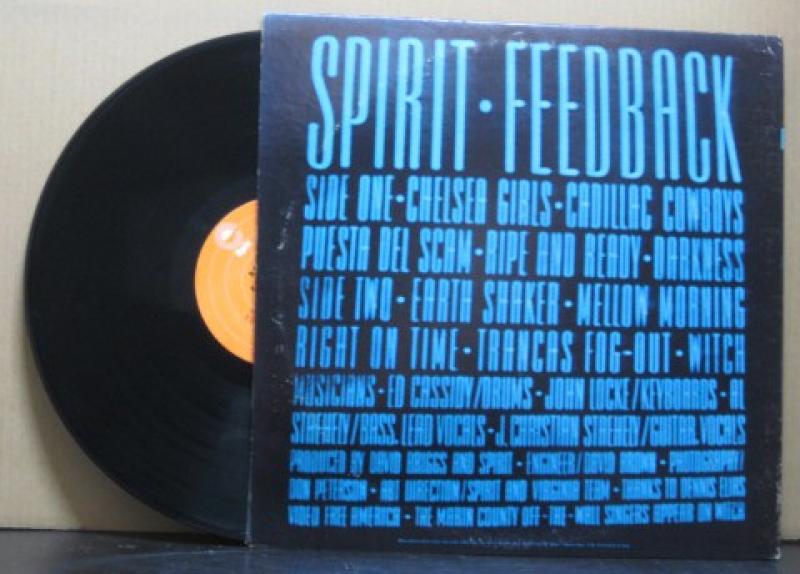 SPIRIT · FEEDBACK
SIDE ONE · CHELSEA GIRLS · CADILLAC COWBOYS
PUESTA DEL SCAM · RIPE AND READY · DARKNESS
SIDE TWO · EARTH SHAKER · MELLOW MORNING
RIGHT ON TIME · TRANCAS FOG-OUT · WITCH
MUSICIANS · ED CASSIDY/DRUMS · JOHN LOCKE/KEYBOARDS · AL
STAEHELY/BASS, LEAD VOCALS · J. CHRISTIAN STAEHELY/GUITAR, VOCALS
PRODUCED BY DAVID BRIGGS AND SPIRIT · ENGINEER/DAVID BROWN · PHOTOGRAPHY/
DON PETERSON · ART DIRECTION/SPIRIT AND VIRGINIA TEAM · THANKS TO DENNIS ELIAS
VIDEO FREE AMERICA · THE MARIN COUNTY OFF-THE-WALL SINGERS APPEAR ON WITCH